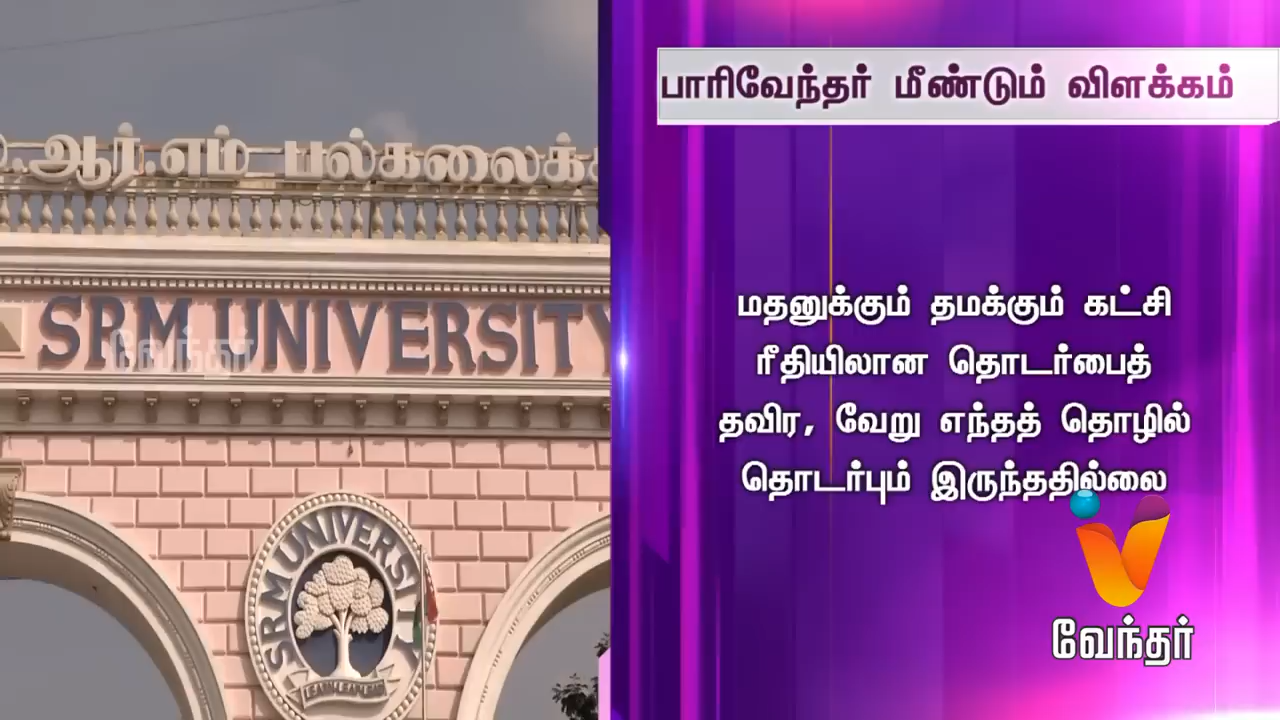 பாரிவேந்தர் மீண்டும் விளக்கம்
.ஆர்.எம் பல்கலைக்
SRM UNIVERSITY
வேந்தர்
SRM UNIVERSITY
மதனுக்கும் தமக்கும் கட்சி
ரீதியிலான தொடர்பைத்
தவிர, வேறு எந்தத் தொழில்
தொடர்பும் இருந்ததில்லை
வேந்தர்